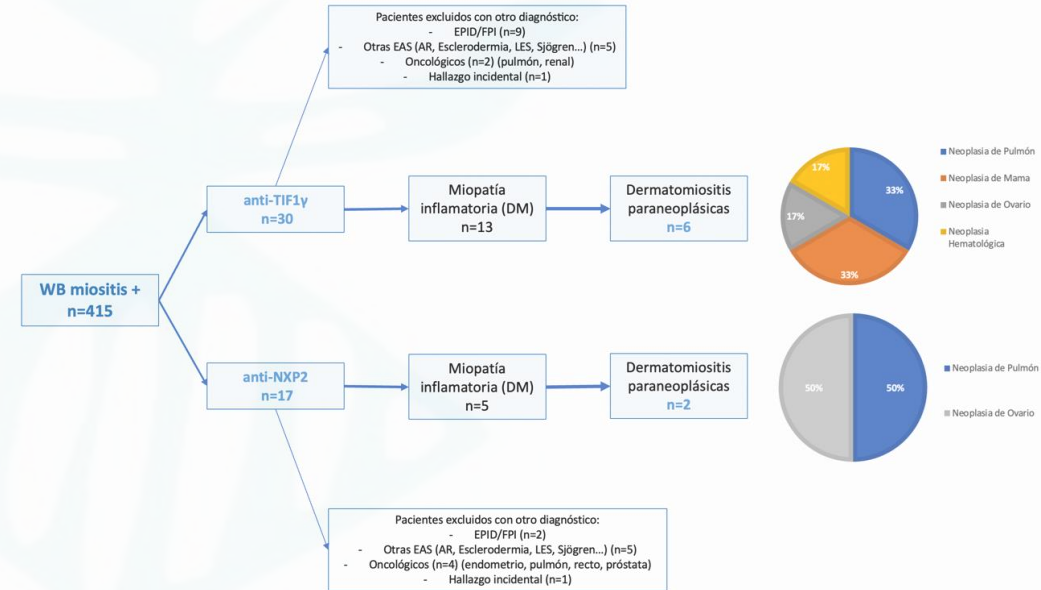 Pacientes excluidos con otro diagnóstico:
- EPID/FPI (n=9)
- Otras EAS (AR, Esclerodermia, LES, Sjögren...) (n=5)
- Oncológicos (n=2) (pulmón, renal)
- Hallazgo incidental (n=1)
anti-TIF1γ
n=30
Miopatía
inflamatoria (DM)
n=13
Dermatomiositis
paraneoplásicas
n=6
17%
33%
17%
33%
Neoplasia de Pulmón
Neoplasia de Mama
Neoplasia de Ovario
Neoplasia
Hematológica
WB miositis +
n=415
anti-NXP2
n=17
Miopatía
inflamatoria (DM)
n=5
Dermatomiositis
paraneoplásicas
n=2
50%
50%
Neoplasia de Pulmón
Neoplasia de Ovario
Pacientes excluidos con otro diagnóstico:
- EPID/FPI (n=2)
- Otras EAS (AR, Esclerodermia, LES, Sjögren...) (n=5)
- Oncológicos (n=4) (endometrio, pulmón, recto, próstata)
- Hallazgo incidental (n=1)